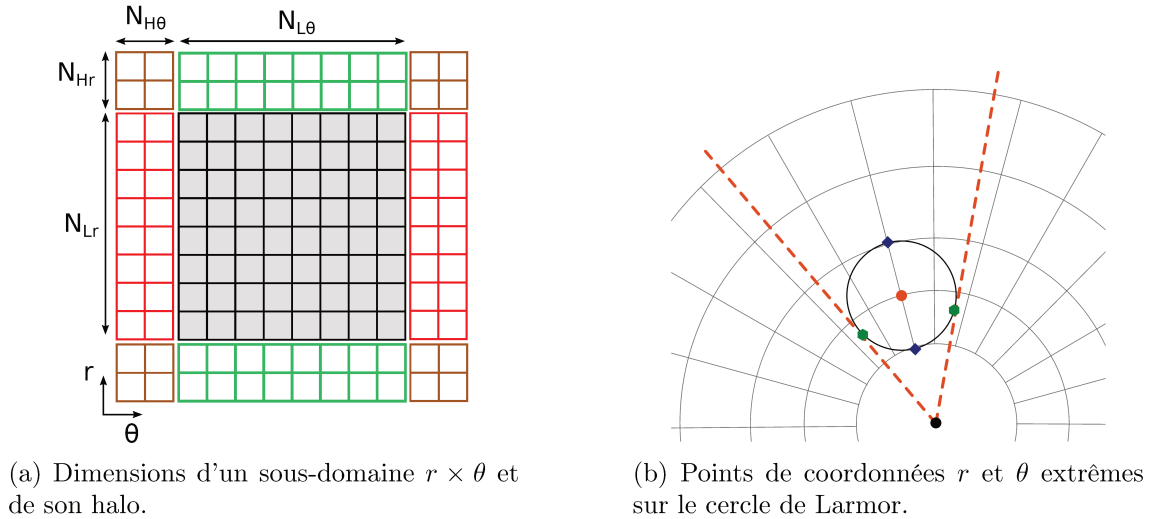 N_Hθ
N_Lθ
N_Hr
N_Lr
r
θ
(a) Dimensions d'un sous-domaine r × θ et
de son halo.
(b) Points de coordonnées r et θ extrêmes
sur le cercle de Larmor.